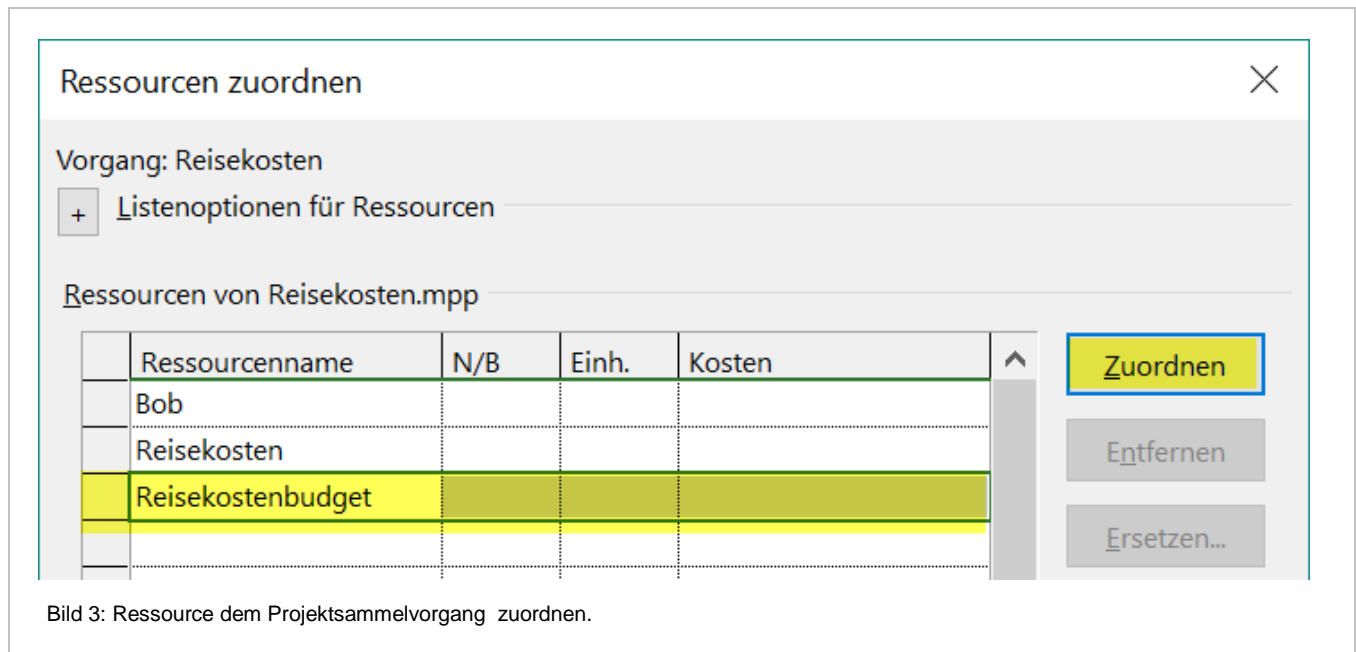 Ressourcen zuordnen
Vorgang: Reisekosten
+ Listenoptionen für Ressourcen
Ressourcen von Reisekosten.mpp
Ressourcenname N/B Einh. Kosten Zuordnen
Bob
Reisekosten Entfernen
Reisekostenbudget
Ersetzen...
Bild 3: Ressource dem Projektsammelvorgang zuordnen.